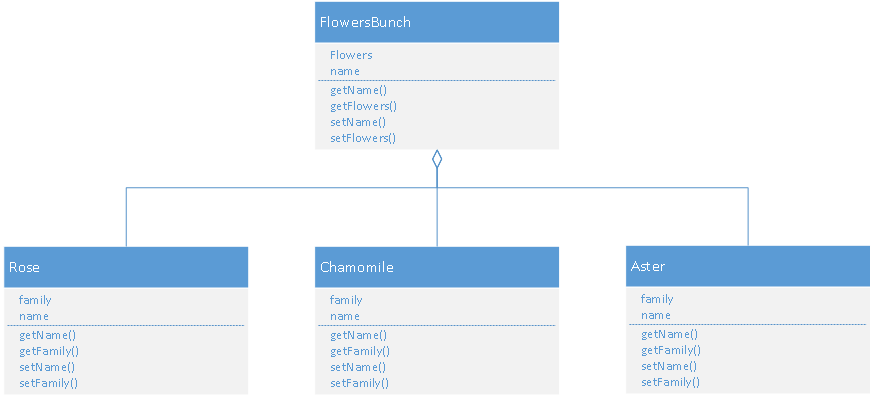 FlowersBunch
Flowers
name
getName()
getFlowers()
setName()
setFlowers()
Rose
family
name
getName()
getFamily()
setName()
setFamily()
Chamomile
family
name
getName()
getFamily()
setName()
setFamily()
Aster
family
name
getName()
getFamily()
setName()
setFamily()